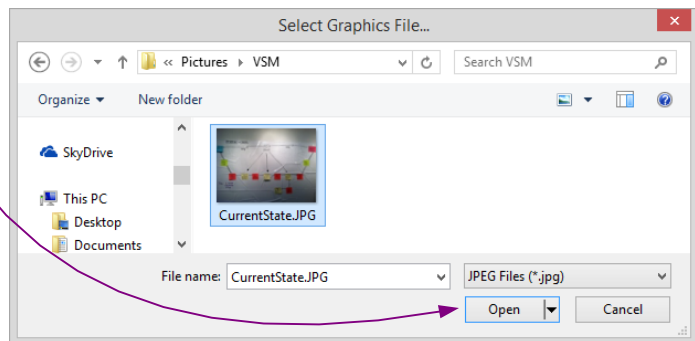 Select Graphics File...
« Pictures VSM
Search VSM
Organize
New folder
SkyDrive
This PC
Desktop
Documents
CurrentState.JPG
File name: CurrentState.JPG
JPEG Files (*.jpg)
Open
Cancel